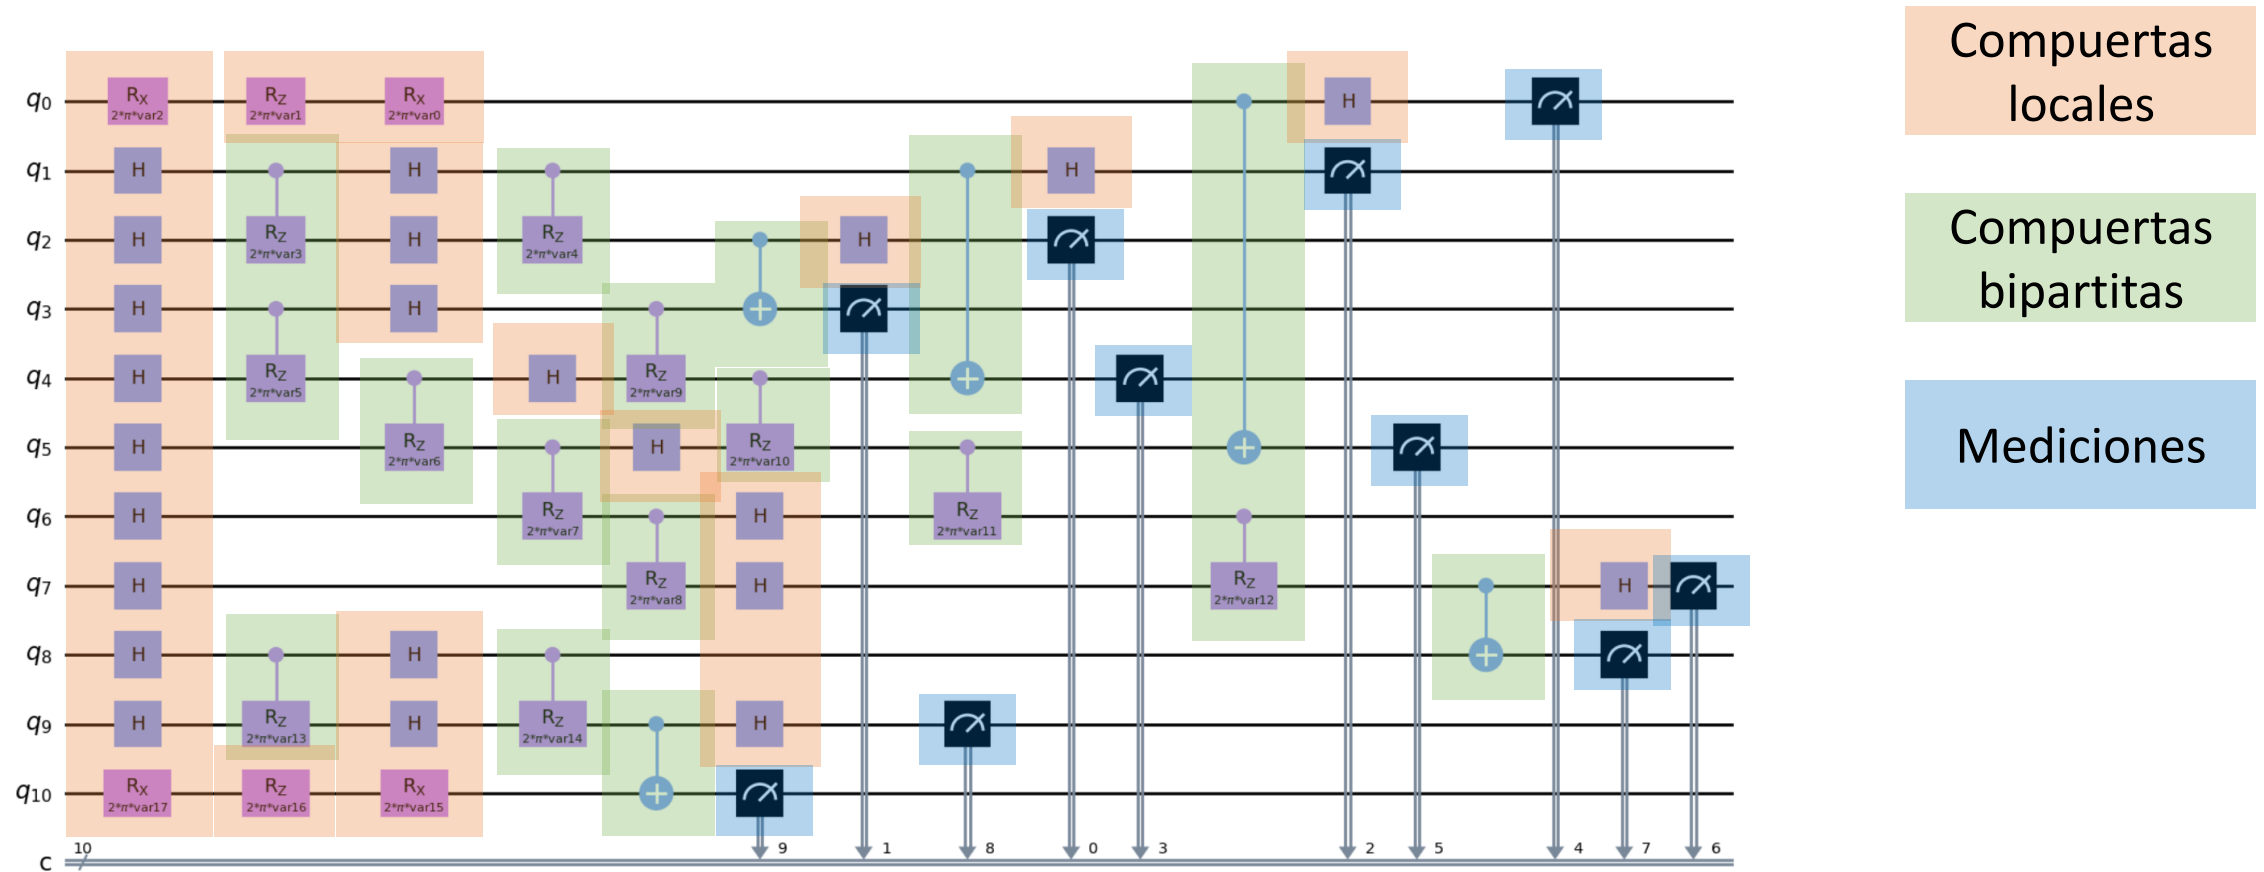 Compuertas
locales
q0 RX RZ RX H
2*π*var2 2*π*var1 2*π*var0
q1 H H H
Compuertas
bipartitas
q2 H RZ H RZ H
2*π*var3 2*π*var4
q3 H H
q4 H RZ H RZ
2*π*var5 2*π*var9
Mediciones
q5 H RZ H RZ
2*π*var6 2*π*var10
q6 H RZ H RZ
2*π*var7 2*π*var11
q7 H RZ H RZ H
2*π*var8 2*π*var12
q8 H H
q9 H RZ H RZ H
2*π*var13 2*π*var14
q10 RX RZ RX
2*π*var17 2*π*var16 2*π*var15
10 9 1 8 0 3 2 5 4 7 6
c